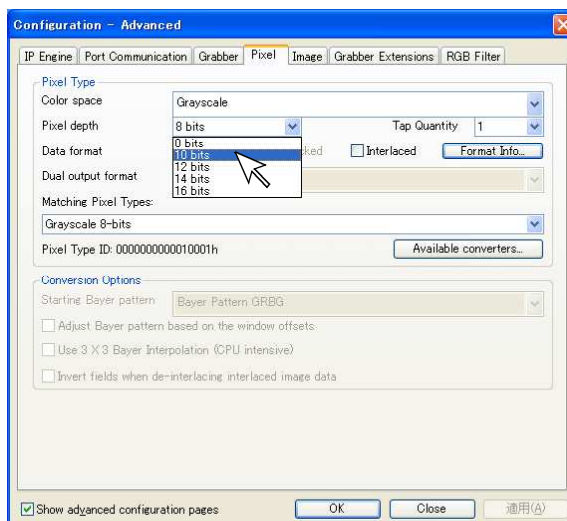 Configuration - Advanced
IP Engine Port Communication Grabber Pixel Image Grabber Extensions RGB Filter
Pixel Type
Color space Grayscale
Pixel depth 8 bits Tap Quantity 1
0 bits
Data format 10 bits cked Interlaced Format Info...
12 bits
Dual output format 14 bits
16 bits
Matching Pixel Types:
Grayscale 8-bits
Pixel Type ID: 0000000000010001h Available converters...
Conversion Options
Starting Bayer pattern Bayer Pattern GRBG
Adjust Bayer pattern based on the window offsets
Use 3 X 3 Bayer Interpolation (CPU intensive)
Invert fields when de-interlacing interlaced image data
Show advanced configuration pages OK Close 適用(A)